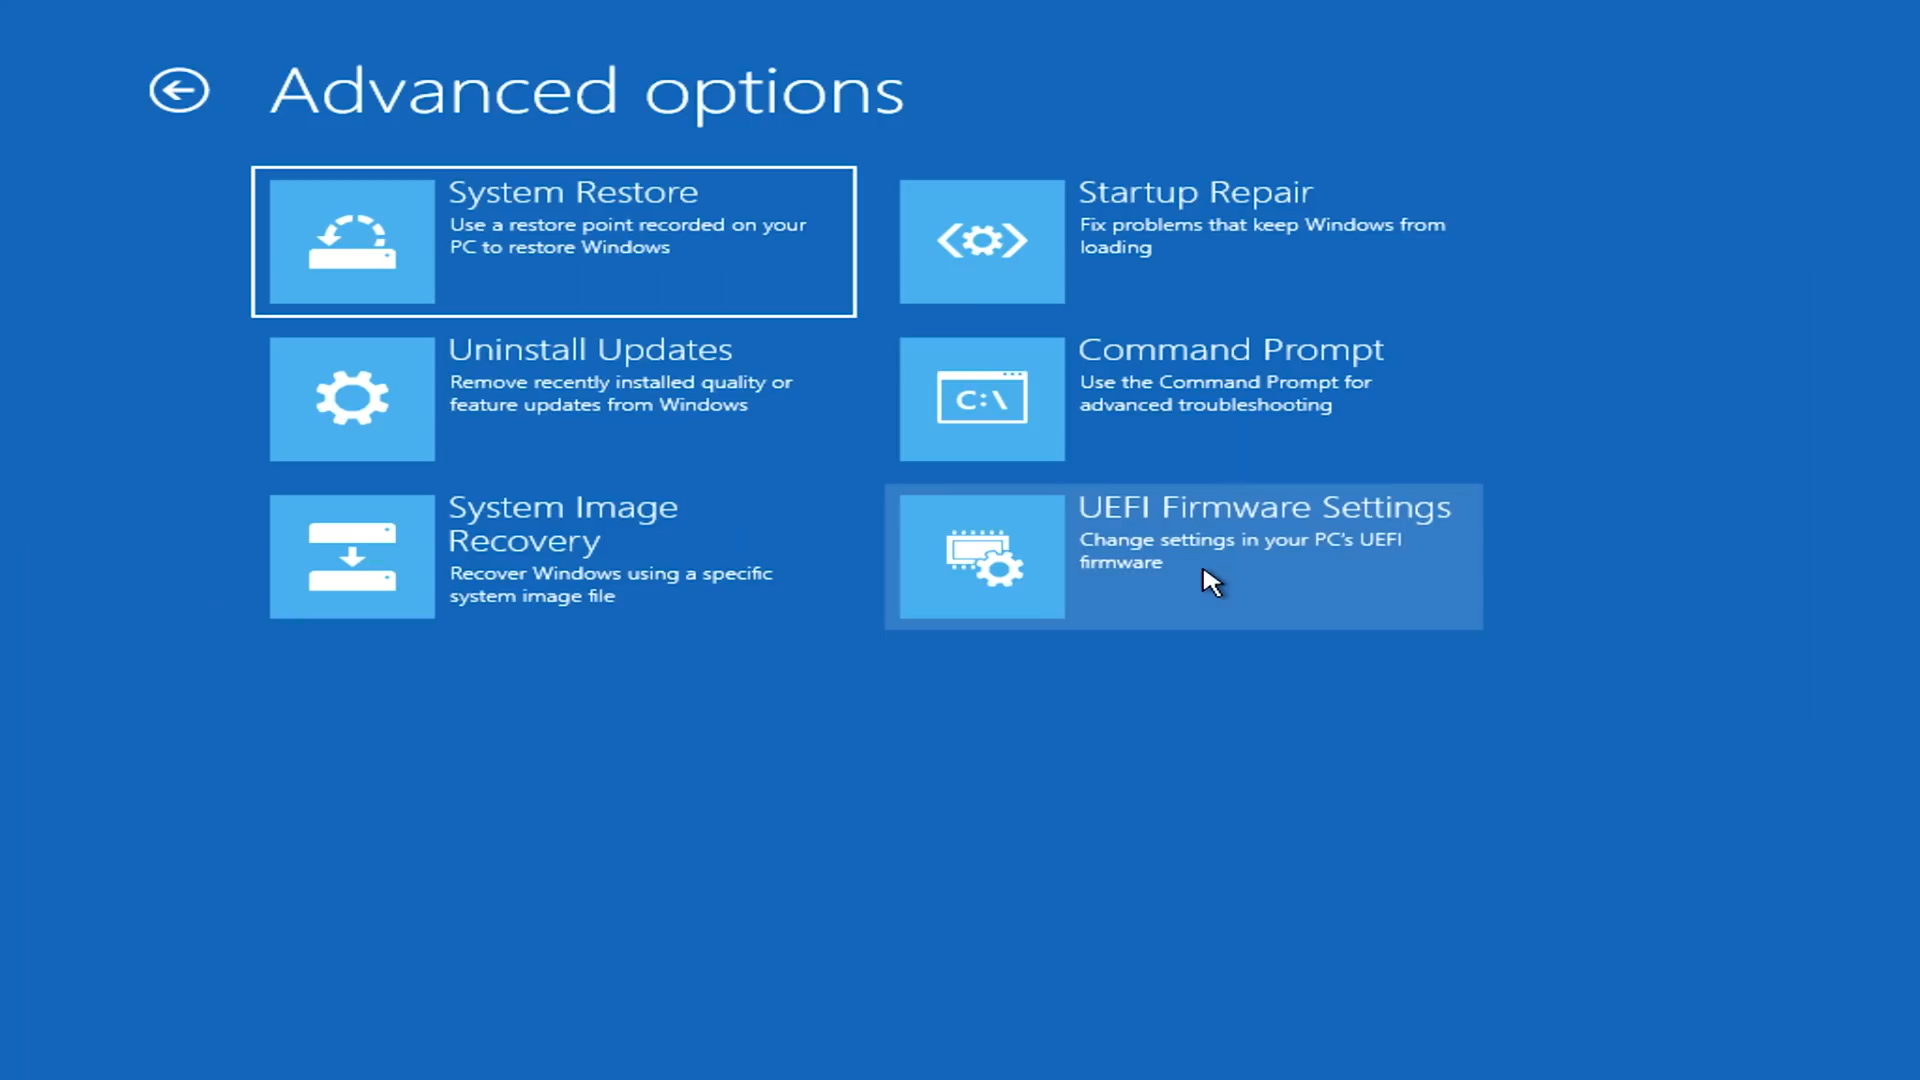 Advanced options
System Restore
Use a restore point recorded on your
PC to restore Windows
Startup Repair
Fix problems that keep Windows from
loading
Uninstall Updates
Remove recently installed quality or
feature updates from Windows
Command Prompt
Use the Command Prompt for
advanced troubleshooting
C:\
System Image
Recovery
Recover Windows using a specific
system image file
UEFI Firmware Settings
Change settings in your PC's UEFI
firmware